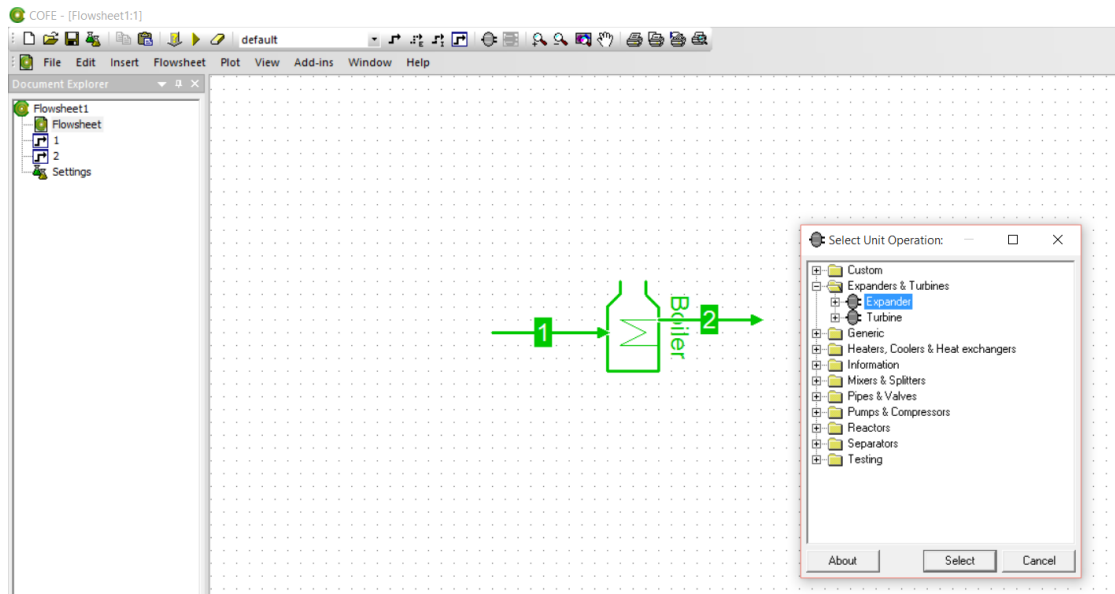 COFE - [Flowsheet1:1]
default
File Edit Insert Flowsheet Plot View Add-ins Window Help
Document Explorer
Flowsheet1
Flowsheet
1
2
Settings
1
Boiler
2
Select Unit Operation:
Custom
Expanders & Turbines
Expander
Turbine
Generic
Heaters, Coolers & Heat exchangers
Information
Mixers & Splitters
Pipes & Valves
Pumps & Compressors
Reactors
Separators
Testing
About Select Cancel